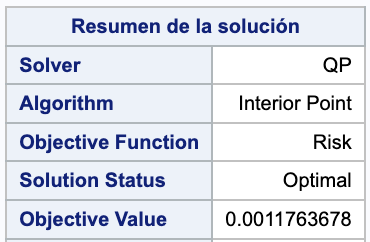 Resumen de la solución
Solver QP
Algorithm Interior Point
Objective Function Risk
Solution Status Optimal
Objective Value 0.0011763678